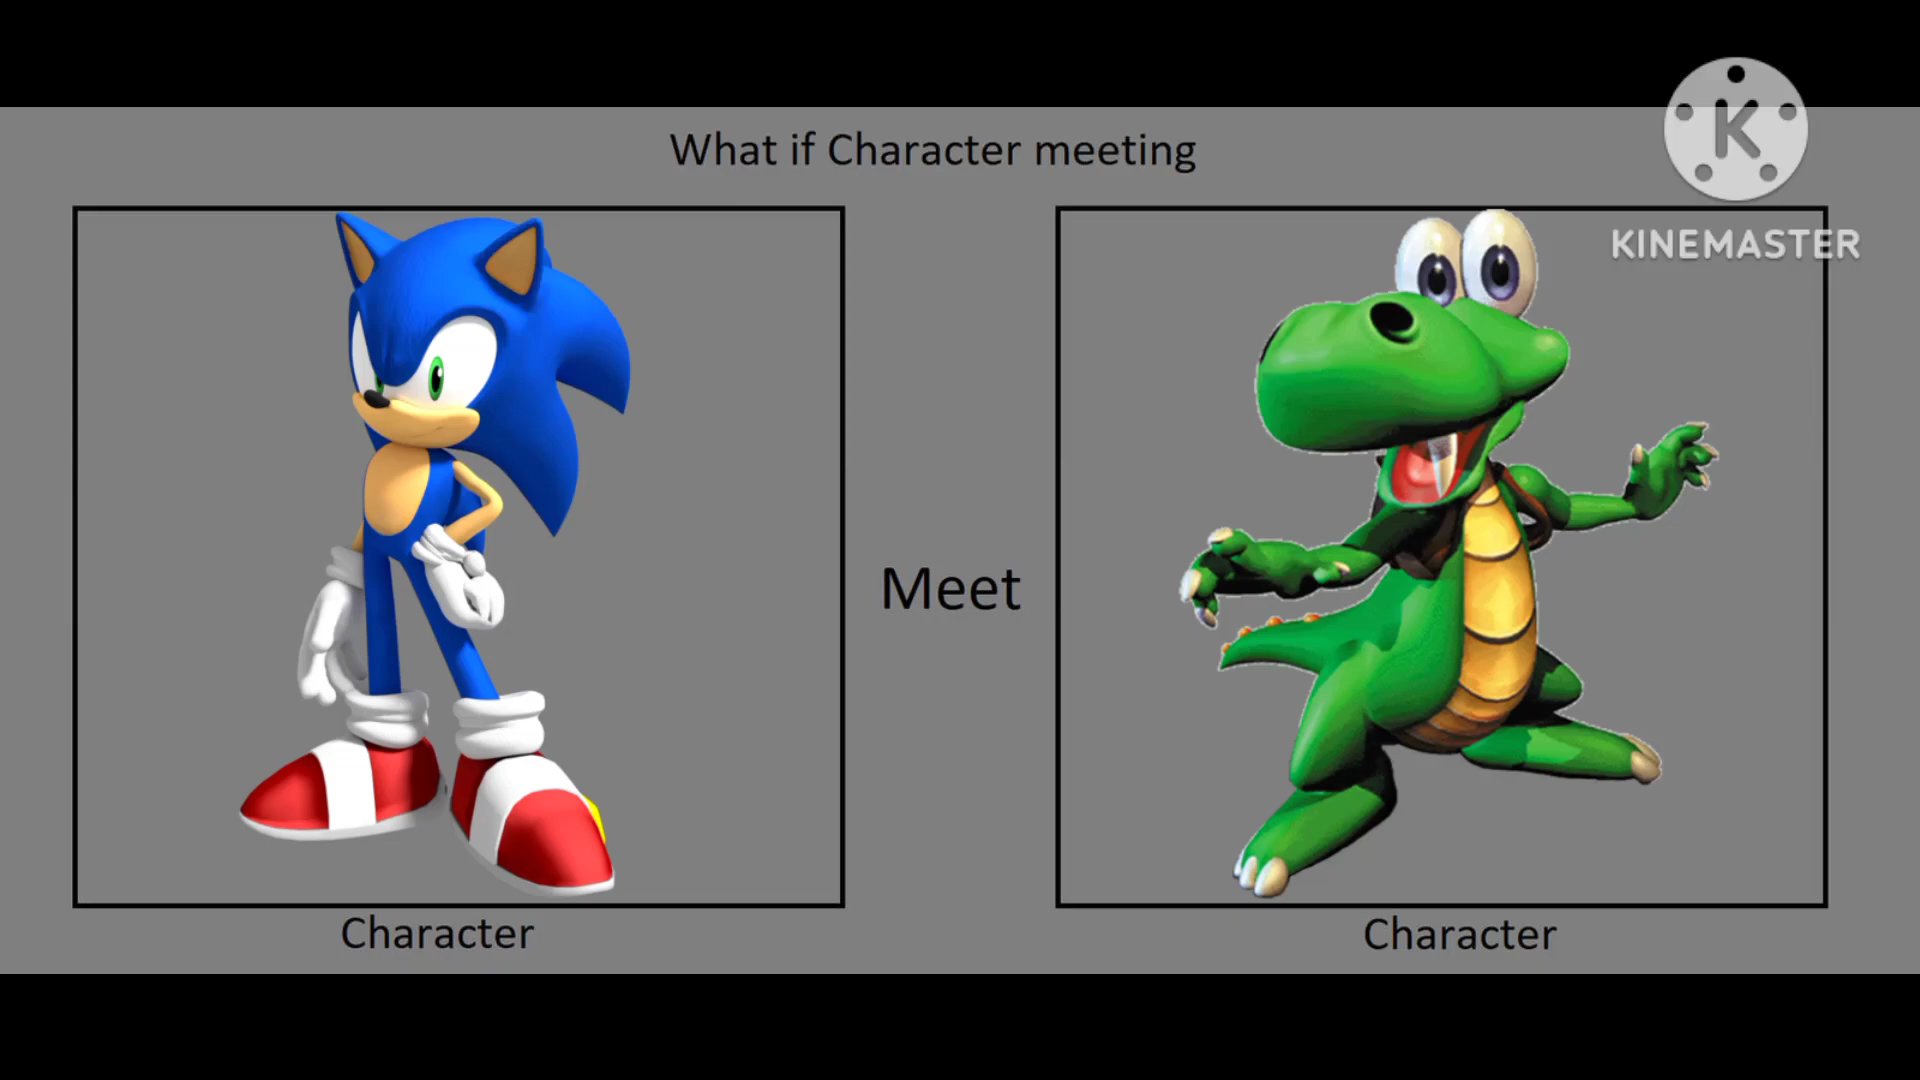 What if Character meeting
K
KINEMASTER
Meet
Character
Character